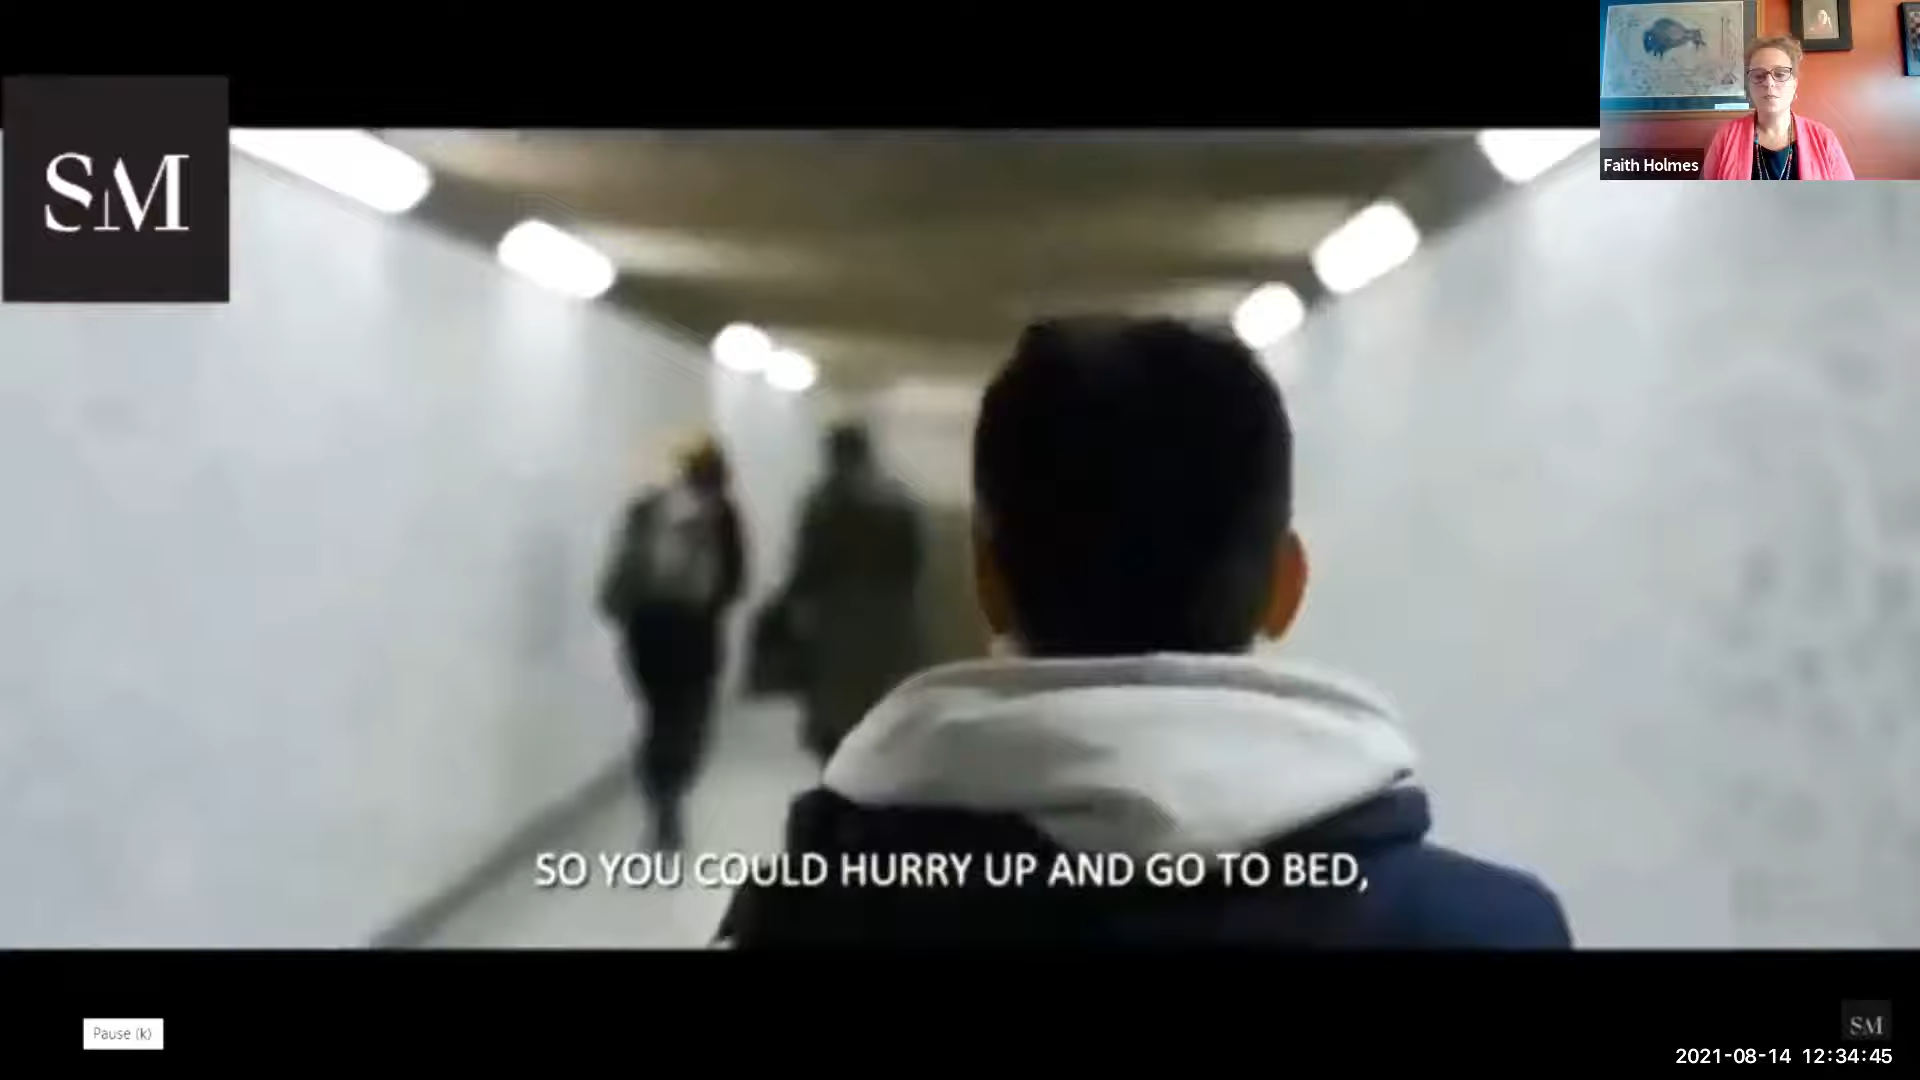 SM
Faith Holmes
SO YOU COULD HURRY UP AND GO TO BED,
Pause (k)
SM
2021-08-14 12:34:45